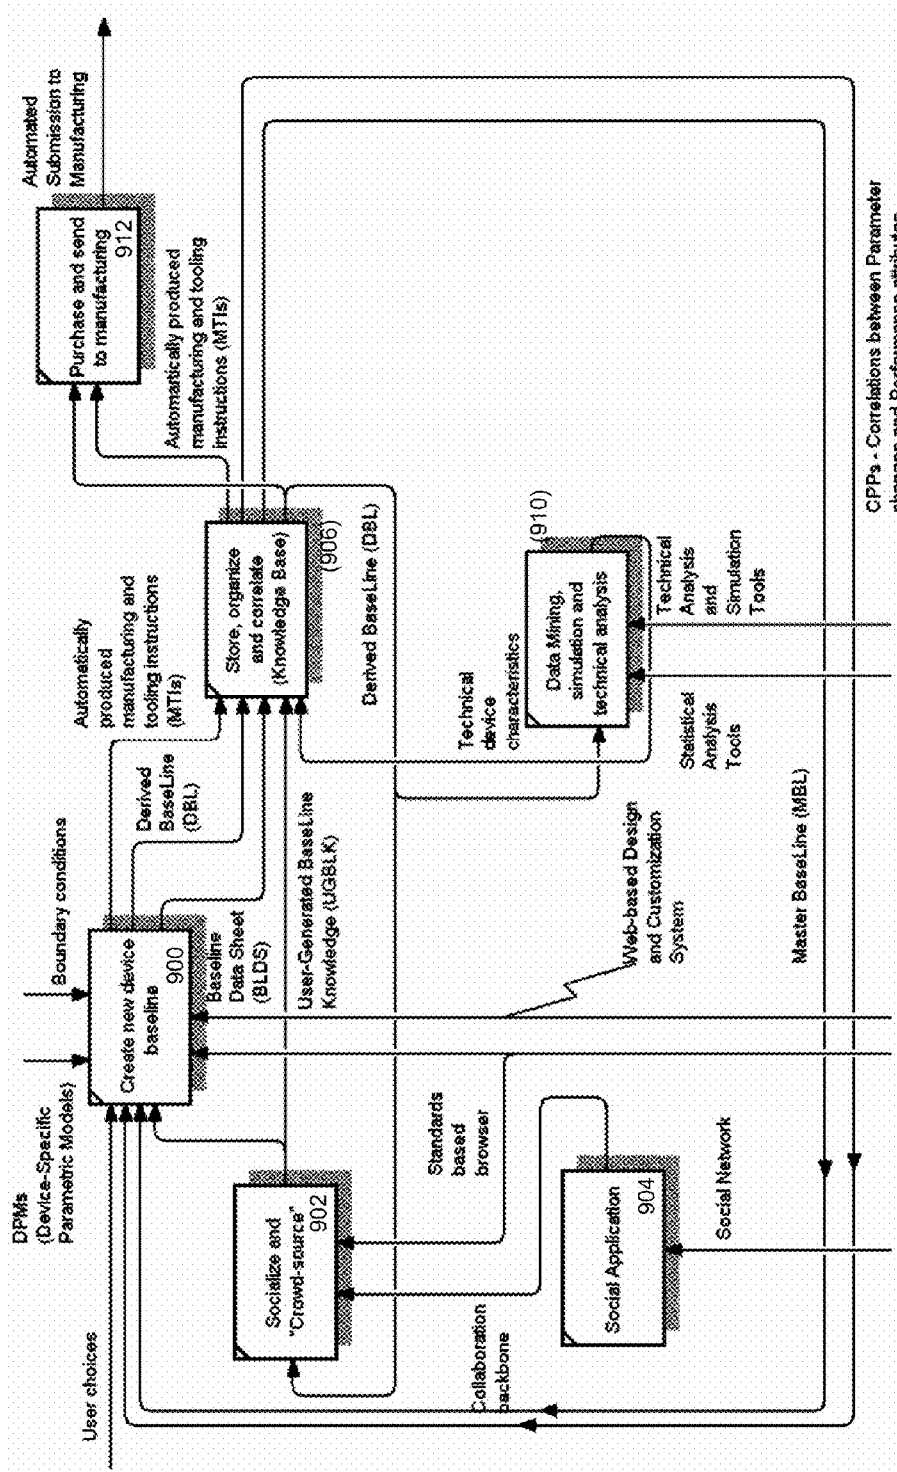 User choices
DPMs
(Device-Specific
Parametric Models)
Boundary conditions
Create new device
baseline
900
Automatically
produced
manufacturing and
tooling instructions
(MTIs)
Derived
BaseLine
(DBL)
Baseline
Data Sheet
(BLDS)
User-Generated BaseLine
Knowledge (UGBLK)
Automated
Submission to
Manufacturing
Purchase and send
to manufacturing
912
Automartically produced
manufacturing and tooling
instructions (MTIs)
Store, organize
and correlate
(Knowledge Base)
(906)
Derived BaseLine (DBL)
Socialize and
"Crowd-source"
902
Standards
based
browser
Collaboration
backbone
Social Application
904
Social Network
Web-based Design
and Customization
System
Technical
device
characteristics
Data Mining,
simulation and
technical analysis
(910)
Statistical
Analysis
Tools
Technical
Analysis
and
Simulation
Tools
Master BaseLine (MBL)
CPPs - Correlations between Parameter